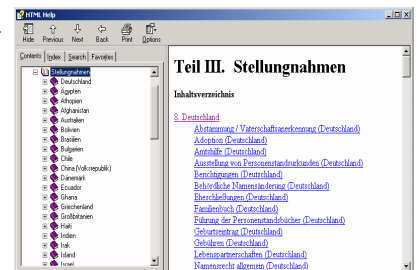 HTML Help
Hide Previous Next Back Print Options
Contents Index Search Favorites
Stellungnahmen
Deutschland
Ägypten
Äthopien
Afghanistan
Australien
Bolivien
Brasilien
Bulgarien
Chile
China (Volksrepublik)
Dänemark
Ecuador
Ghana
Griechenland
Großbritanien
Haiti
Indien
Irak
Island
Israel
Teil III. Stellungnahmen
Inhaltsverzeichnis
8. Deutschland
Abstammung / Vaterschaftsanerkennung (Deutschland)
Adoption (Deutschland)
Amtshilfe (Deutschland)
Ausstellung von Personenstandsurkunden (Deutschland)
Berichtigungen (Deutschland)
Behördliche Namensänderung (Deutschland)
Eheschließungen (Deutschland)
Familienbuch (Deutschland)
Führung der Personenstandsbücher (Deutschland)
Geburtseintrag (Deutschland)
Gebühren (Deutschland)
Lebenspartnerschaften (Deutschland)
Namensrecht allgemein (Deutschland)